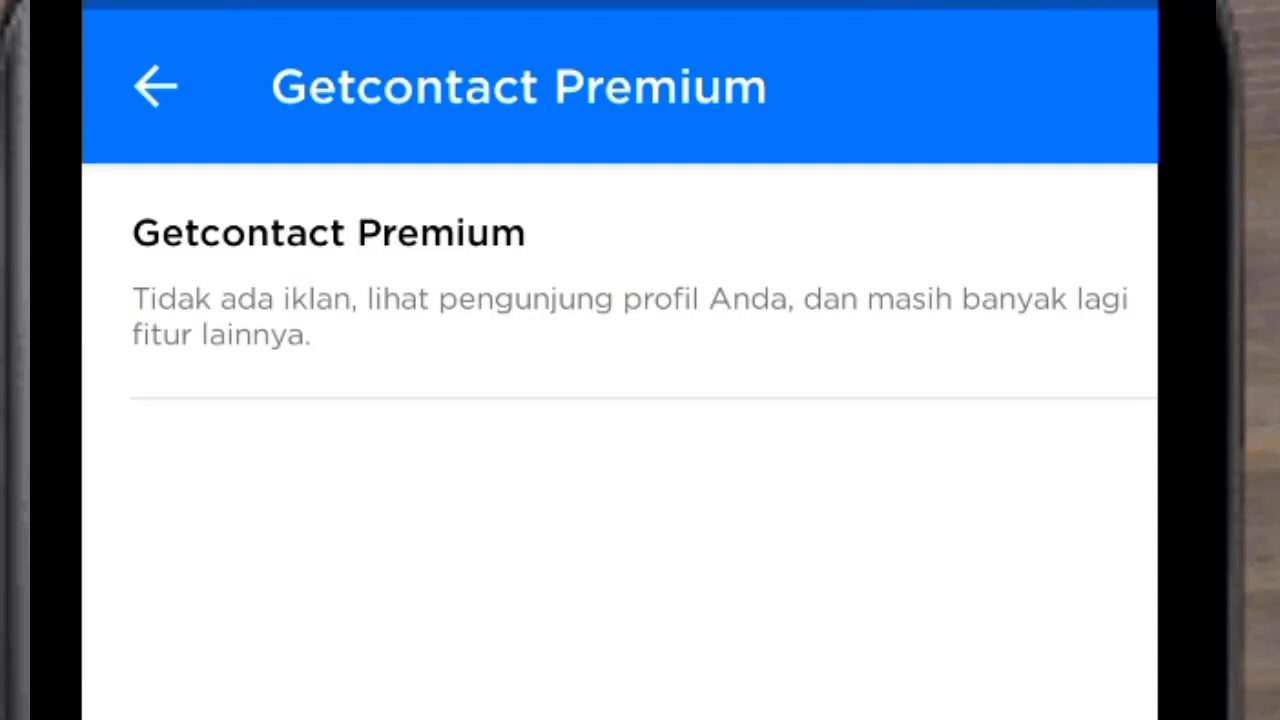 Getcontact Premium
Getcontact Premium
Tidak ada iklan, lihat pengunjung profil Anda, dan masih banyak lagi
fitur lainnya.